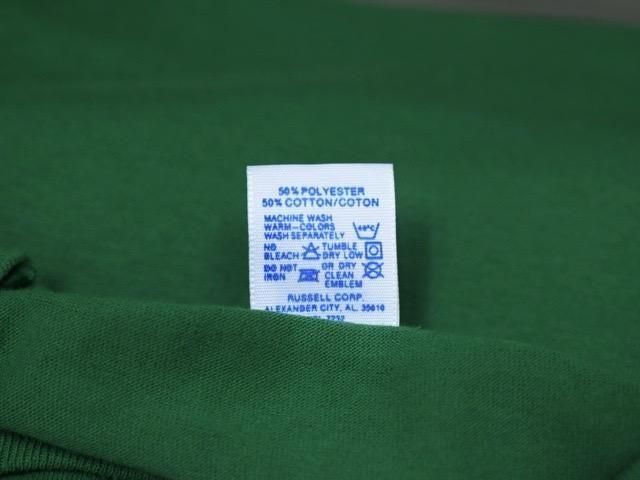 50% POLYESTER
50% COTTON/COTON
MACHINE WASH
WARM-COLORS
WASH SEPARATELY
40°C
NO BLEACH
TUMBLE DRY LOW
DO NOT IRON
OR DRY CLEAN EMBLEM
RUSSELL CORP.
ALEXANDER CITY, AL. 35010
7232